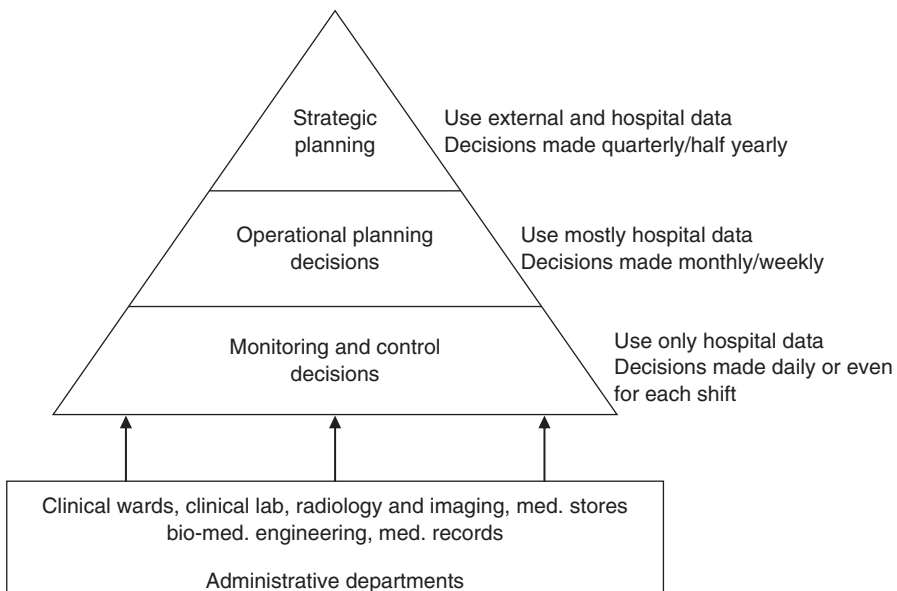 Strategic
planning
Use external and hospital data
Decisions made quarterly/half yearly
Operational planning
decisions
Use mostly hospital data
Decisions made monthly/weekly
Monitoring and control
decisions
Use only hospital data
Decisions made daily or even
for each shift
Clinical wards, clinical lab, radiology and imaging, med. stores
bio-med. engineering, med. records
Administrative departments